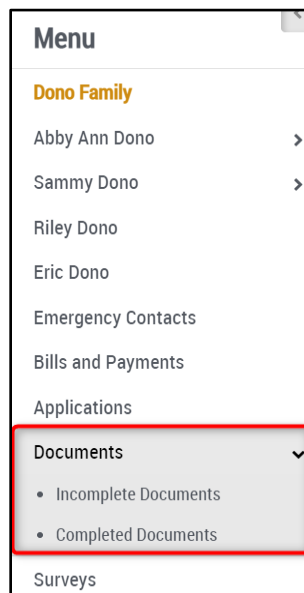 Menu
Dono Family
Abby Ann Dono
Sammy Dono
Riley Dono
Eric Dono
Emergency Contacts
Bills and Payments
Applications
Documents
• Incomplete Documents
• Completed Documents
Surveys